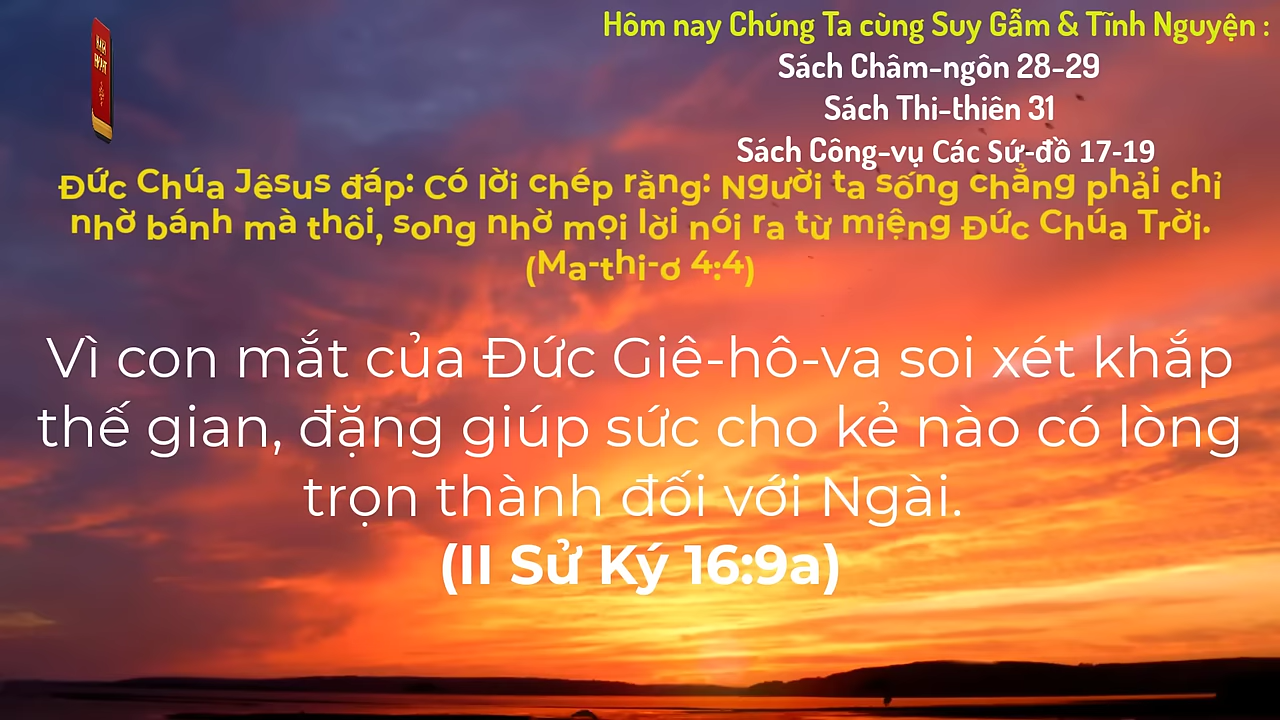 Hôm nay Chúng Ta cùng Suy Gẫm & Tĩnh Nguyện :
Sách Châm-ngôn 28-29
Sách Thi-thiên 31
Sách Công-vụ Các Sứ-đồ 17-19
Đức Chúa Jêsus đáp: Có lời chép rằng: Người ta sống chẳng phải chỉ
nhờ bánh mà thôi, song nhờ mọi lời nói ra từ miệng Đức Chúa Trời.
(Ma-thi-ơ 4:4)
Vì con mắt của Đức Giê-hô-va soi xét khắp
thế gian, đặng giúp sức cho kẻ nào có lòng
trọn thành đối với Ngài.
(II Sử Ký 16:9a)